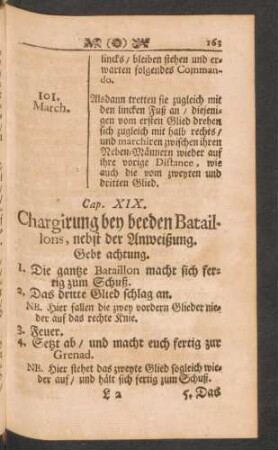 163
lincks / bleiben stehen und er-
warten folgendes Comman-
do.
101.
March.
Alsdann tretten sie zugleich mit
den lincken Fuß an / diejeni-
gen vom ersten Glied drehen
sich zugleich mit halb rechts /
und marchiren zwischen ihren
Neben-Männern wieder auf
ihre vorige Distance, wie
auch die vom zweyten und
dritten Glied.
Cap. XIX.
Chargirung bey beeden Batail-
lons, nebst der Anweißung.
Gebt achtung.
1. Die gantze Bataillon macht sich fer-
tig zum Schuß.
2. Das dritte Glied schlag an.
NB. Hier fallen die zwey vordern Glieder nie-
der auf das rechte Knie.
3. Feuer.
4. Setzt ab / und macht euch fertig zur
Grenad.
NB. Hier stehet das zweyte Glied sogleich wie-
der auf / und hält sich fertig zum Schuß.
L 2
5. Das